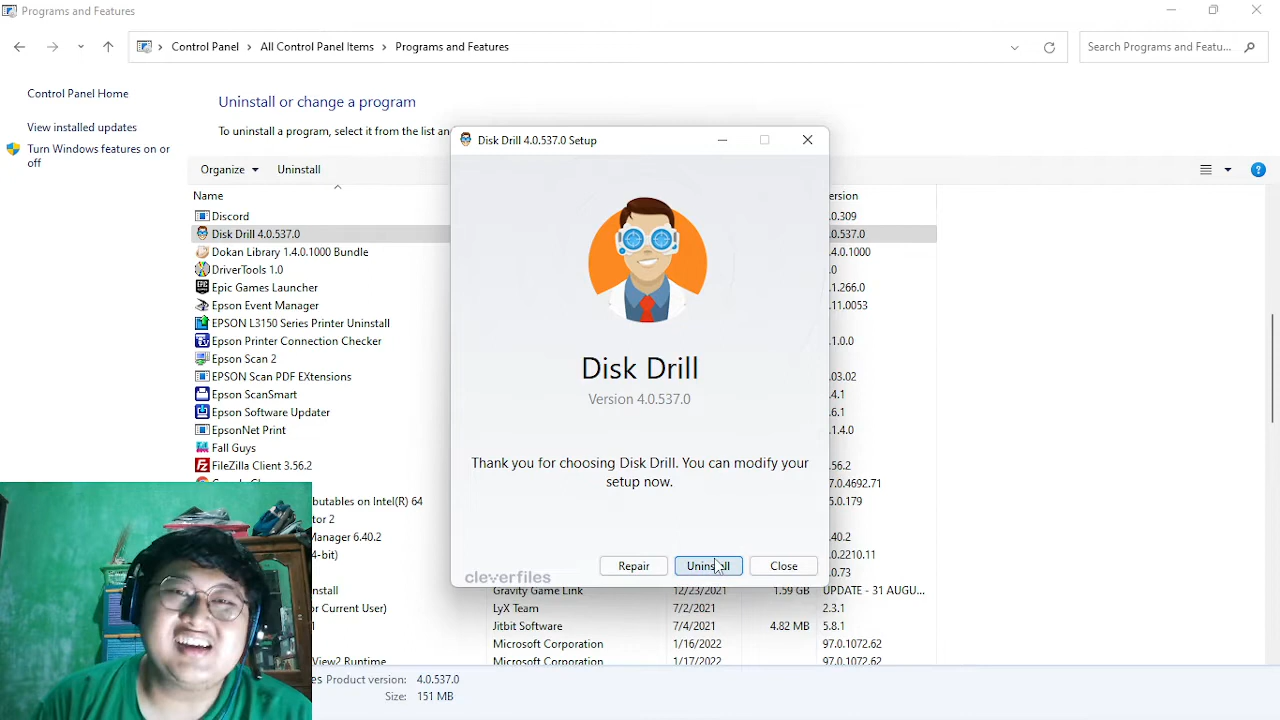 Programs and Features
Control Panel > All Control Panel Items > Programs and Features
Search Programs and Featu...
Control Panel Home
View installed updates
Turn Windows features on or
off
Uninstall or change a program
To uninstall a program, select it from the list an
Organize
Uninstall
Name
ersion
Discord
.0.309
Disk Drill 4.0.537.0
.0.537.0
Dokan Library 1.4.0.1000 Bundle
.4.0.1000
DriverTools 1.0
.0
Epic Games Launcher
.1.266.0
Epson Event Manager
.11.0053
EPSON L3150 Series Printer Uninstall
Epson Printer Connection Checker
.1.0.0
Epson Scan 2
EPSON Scan PDF EXtensions
.03.02
Epson ScanSmart
.4.1
Epson Software Updater
.6.1
EpsonNet Print
.1.4.0
Fall Guys
FileZilla Client 3.56.2
.56.2
7.0.4692.71
butables on Intel(R) 64
.0.5.179
tor 2
Manager 6.40.2
.40.2
-bit)
.0.2210.11
.0.73
nstall
Gravity Game Link
12/23/2021
1.59 GB
UPDATE - 31 AUGU...
or Current User)
LyX Team
7/2/2021
2.3.1
Jitbit Software
7/4/2021
4.82 MB
5.8.1
Microsoft Corporation
1/16/2022
97.0.1072.62
View2 Runtime
Microsoft Corporation
1/17/2022
97.0.1072.62
es Product version: 4.0.537.0
Size: 151 MB
Disk Drill 4.0.537.0 Setup
Disk Drill
Version 4.0.537.0
Thank you for choosing Disk Drill. You can modify your
setup now.
cleverfiles
Repair
Uninstall
Close